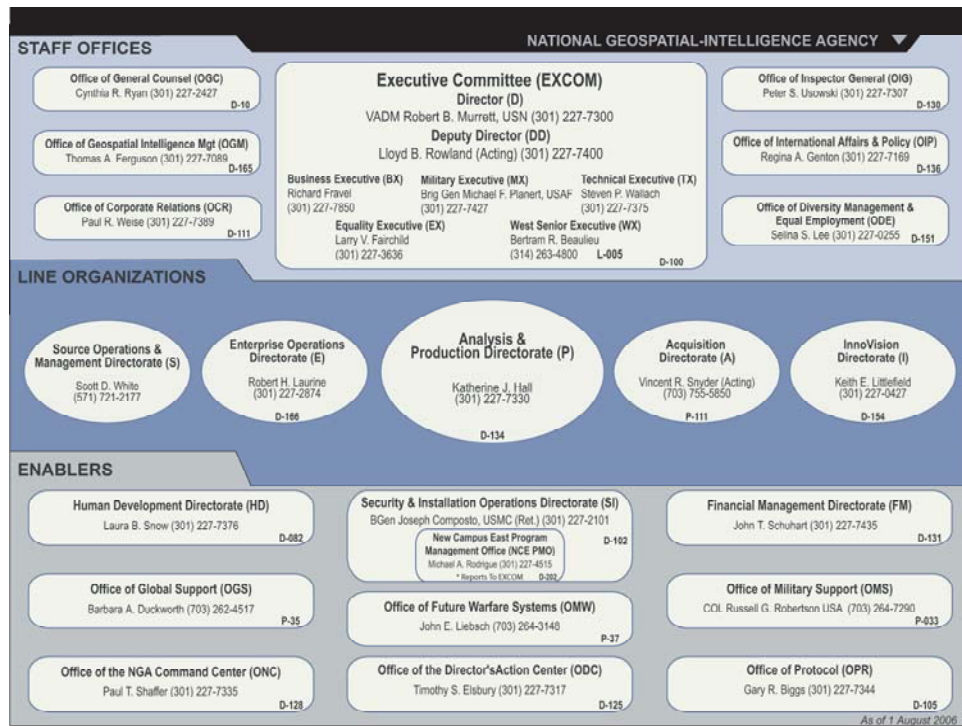 NATIONAL GEOSPATIAL-INTELLIGENCE AGENCY
STAFF OFFICES
Office of General Counsel (OGC)
Cynthia R. Ryan (301) 227-2427
D-10
Office of Geospatial Intelligence Mgt (OGM)
Thomas A. Ferguson (301) 227-7089
D-165
Office of Corporate Relations (OCR)
Paul R. Weise (301) 227-7389
D-111
Executive Committee (EXCOM)
Director (D)
VADM Robert B. Murrett, USN (301) 227-7300
Deputy Director (DD)
Lloyd B. Rowland (Acting) (301) 227-7400
Business Executive (BX)
Richard Fravel
(301) 227-7850
Military Executive (MX)
Brig Gen Michael F. Planert, USAF
(301) 227-7427
Technical Executive (TX)
Steven P. Wallach
(301) 227-7375
Equality Executive (EX)
Larry V. Fairchild
(301) 227-3636
West Senior Executive (WX)
Bertram R. Beaulieu
(314) 263-4800 L-005
D-100
Office of Inspector General (OIG)
Peter S. Usowski (301) 227-7307
D-130
Office of International Affairs & Policy (OIP)
Regina A. Genton (301) 227-7169
D-136
Office of Diversity Management &
Equal Employment (ODE)
Selina S. Lee (301) 227-0255 D-151
LINE ORGANIZATIONS
Source Operations &
Management Directorate (S)
Scott D. White
(571) 721-2177
Enterprise Operations
Directorate (E)
Robert H. Laurine
(301) 227-2874
D-166
Analysis &
Production Directorate (P)
Katherine J. Hall
(301) 227-7330
D-134
Acquisition
Directorate (A)
Vincent R. Snyder (Acting)
(703) 755-5850
P-111
InnoVision
Directorate (I)
Keith E. Littlefield
(301) 227-0427
D-154
ENABLERS
Human Development Directorate (HD)
Laura B. Snow (301) 227-7376
D-082
Security & Installation Operations Directorate (SI)
BGen Joseph Composto, USMC (Ret.) (301) 227-2101
D-102
New Campus East Program
Management Office (NCE PMO)
Michael A. Rodrigue (301) 227-4515
* Reports To EXCOM D-202
Financial Management Directorate (FM)
John T. Schuhart (301) 227-7435
D-131
Office of Global Support (OGS)
Barbara A. Duckworth (703) 262-4517
P-35
Office of Future Warfare Systems (OMW)
John E. Liebsch (703) 264-3148
P-37
Office of Military Support (OMS)
COL Russell G. Robertson USA (703) 264-7290
P-033
Office of the NGA Command Center (ONC)
Paul T. Shaffer (301) 227-7335
D-128
Office of the Director'sAction Center (ODC)
Timothy S. Elsbury (301) 227-7317
D-125
Office of Protocol (OPR)
Gary R. Biggs (301) 227-7344
D-105
As of 1 August 2006